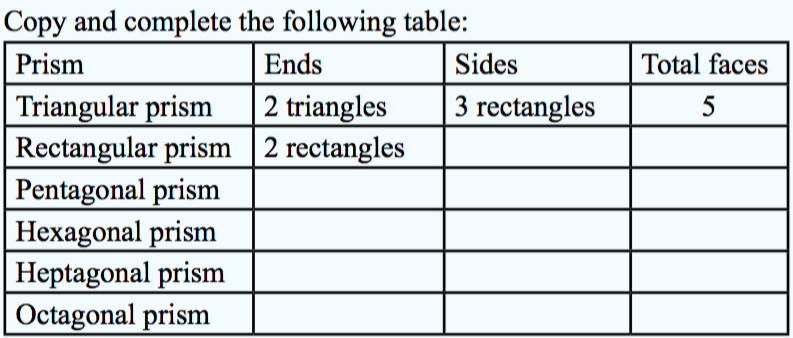 Copy and complete the following table:
Prism Ends Sides Total faces
Triangular prism 2 triangles 3 rectangles 5
Rectangular prism 2 rectangles
Pentagonal prism
Hexagonal prism
Heptagonal prism
Octagonal prism